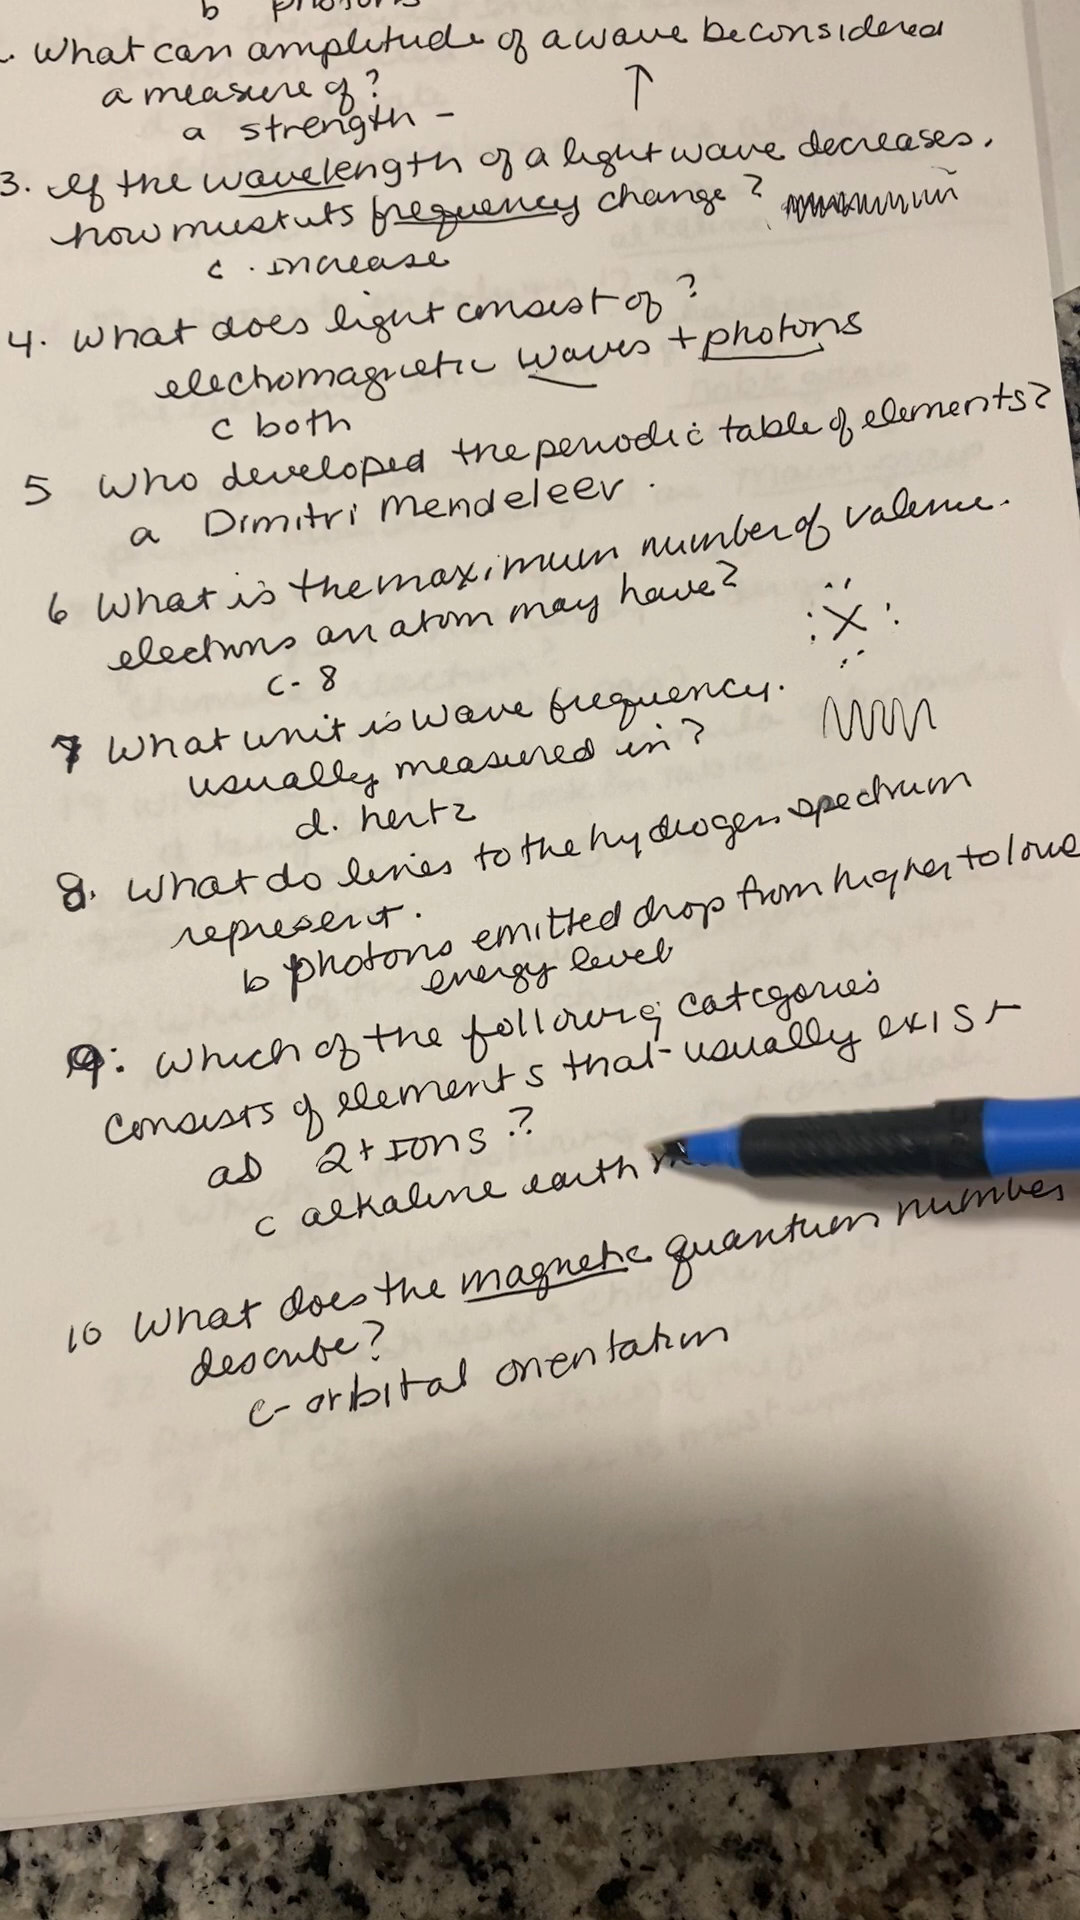 b photons
. What can amplitude of a wave be considered
a measure of?
a strength -
3. If the wavelength of a light wave decreases,
how must its frequency change?
c. increase
4. What does light consist of?
electromagnetic waves + photons
c both
5 Who developed the periodic table of elements?
a Dimitri Mendeleev.
6 What is the maximum number of valence
electrons an atom may have?
c- 8
X
7 What unit is wave frequency
usually measured in?
d. hertz
8. What do lines to the hydrogen spectrum
represent.
b photons emitted drop from higher to lowe
energy level
9: Which of the following categories
consists of elements that usually exist
as 2+ ions?
c alkaline earth
10 What does the magnetic quantum number
describe?
c- orbital orientation